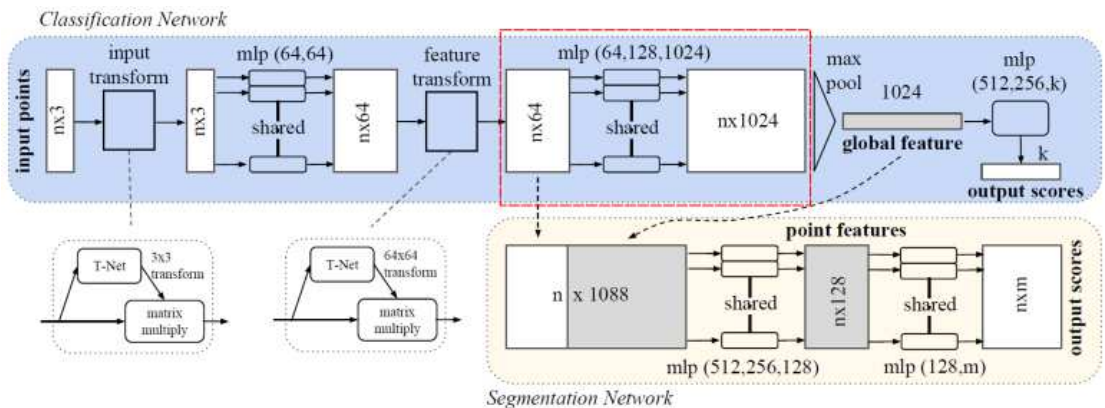 Classification Network
input points
nx3
input
transform
nx3
mlp (64,64)
shared
nx64
feature
transform
nx64
mlp (64,128,1024)
shared
nx1024
max
pool
1024
global feature
mlp
(512,256,k)
k
output scores
T-Net
3x3
transform
matrix
multiply
T-Net
64x64
transform
matrix
multiply
point features
n x 1088
shared
mlp (512,256,128)
nx128
shared
mlp (128,m)
nxm
output scores
Segmentation Network